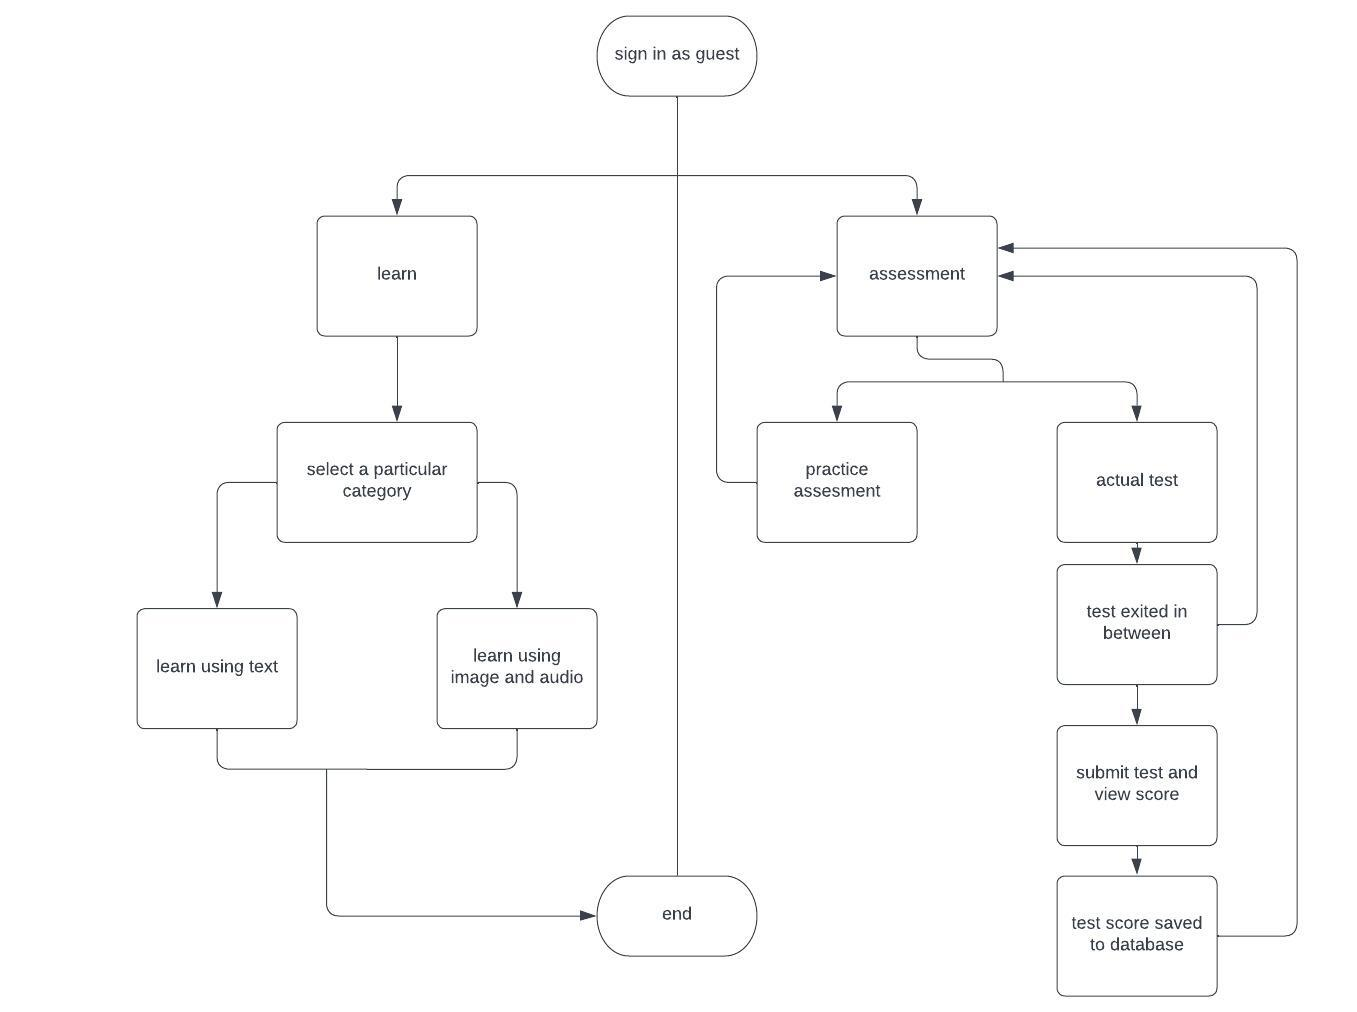 sign in as guest
learn
assessment
select a particular
category
practice
assesment
actual test
learn using text
learn using
image and audio
test exited in
between
submit test and
view score
end
test score saved
to database